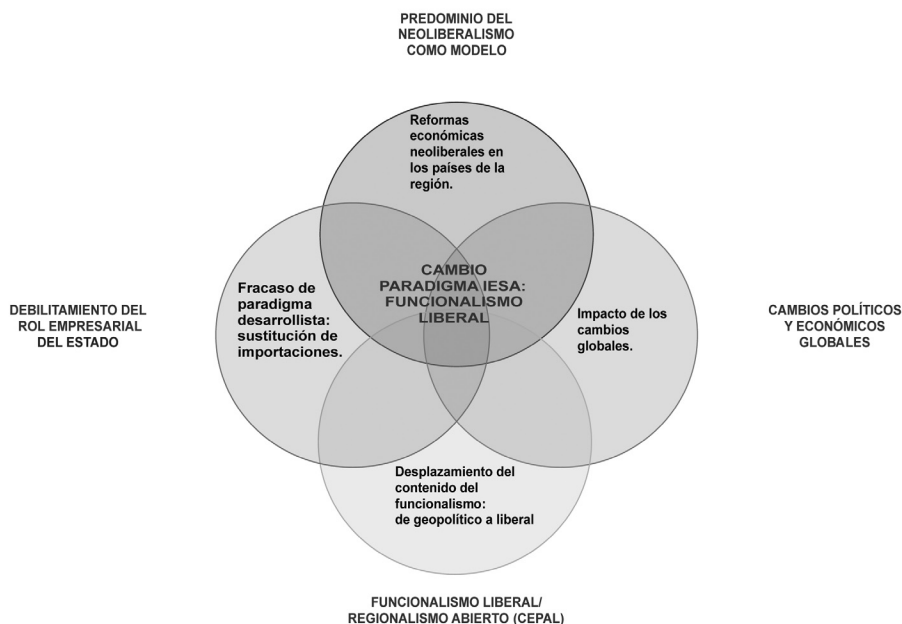 PREDOMINIO DEL
NEOLIBERALISMO
COMO MODELO
Reformas
económicas
neoliberales en
los países de la
región.
DEBILITAMIENTO DEL
ROL EMPRESARIAL
DEL ESTADO
Fracaso de
paradigma
desarrollista:
sustitución de
importaciones.
CAMBIO
PARADIGMA IESA:
FUNCIONALISMO
LIBERAL
Impacto de los
cambios
globales.
CAMBIOS POLÍTICOS
Y ECONÓMICOS
GLOBALES
Desplazamiento del
contenido del
funcionalismo:
de geopolítico a liberal
FUNCIONALISMO LIBERAL/
REGIONALISMO ABIERTO (CEPAL)